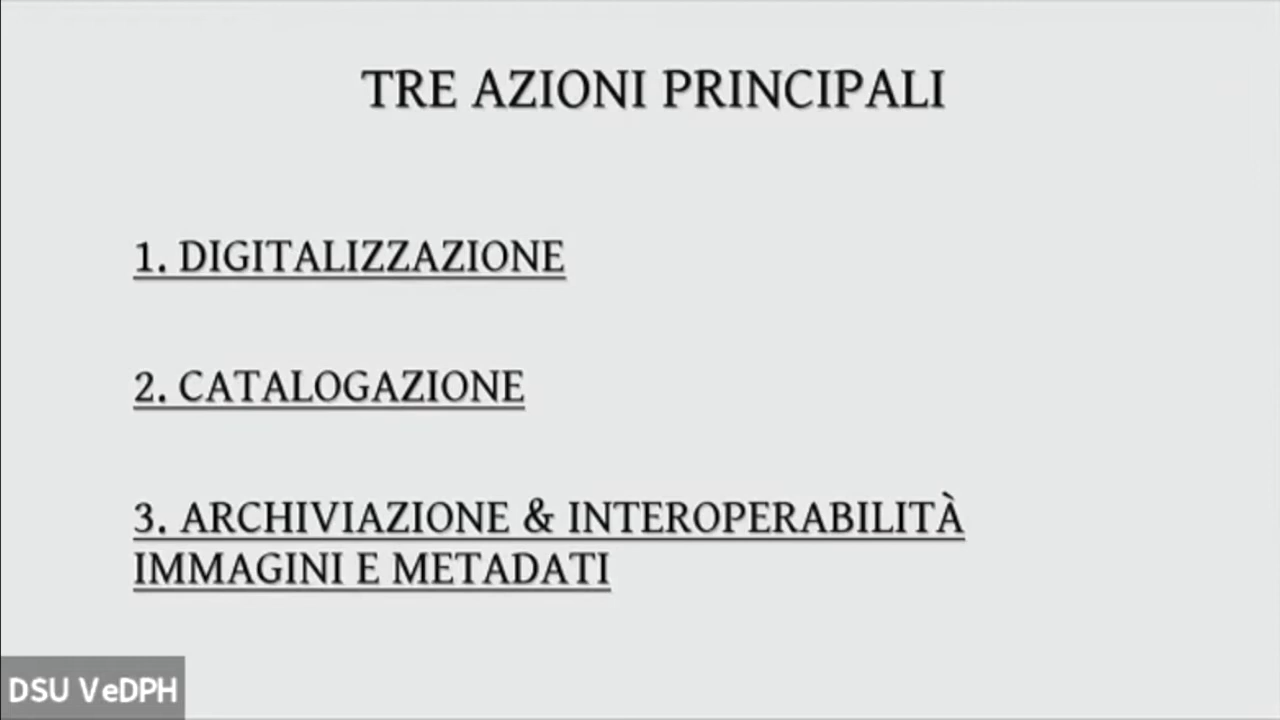 TRE AZIONI PRINCIPALI
1. DIGITALIZZAZIONE
2. CATALOGAZIONE
3. ARCHIVIAZIONE & INTEROPERABILITÀ
IMMAGINI E METADATI
DSU VeDPH